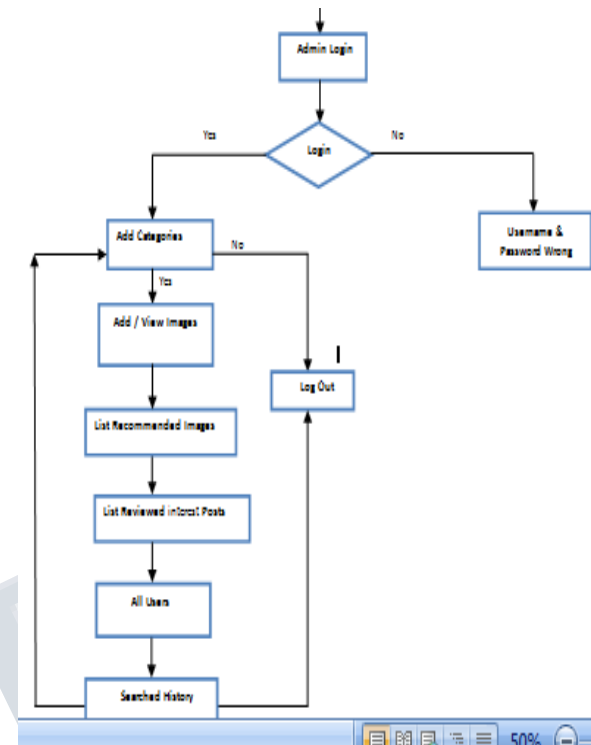 Admin Login
Login
Yes
No
Add Categories
Username &
Password Wrong
No
Yes
Add / View Images
Log Out
List Recommended Images
List Reviewed interest Posts
All Users
Searched History
50%